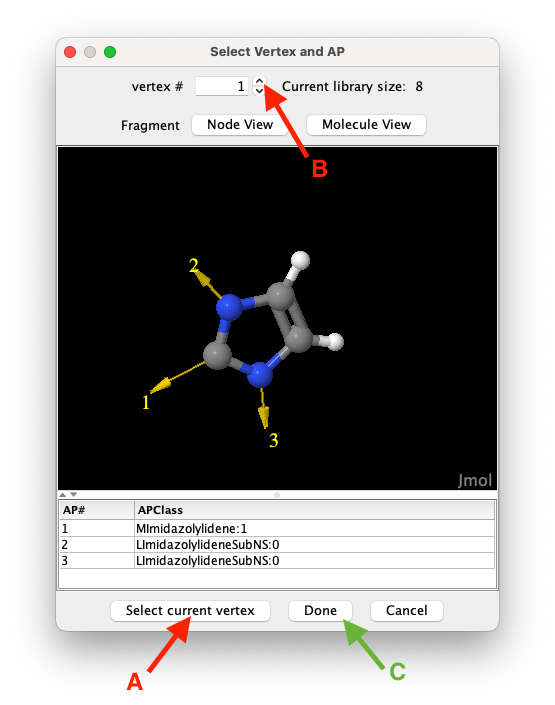 Select Vertex and AP
vertex # 1 Current library size: 8
Fragment Node View Molecule View
B
2
1
3
Jmol
AP# APClass
1 MImidazolylidene:1
2 LImidazolylideneSubNS:0
3 LImidazolylideneSubNS:0
Select current vertex Done Cancel
A C